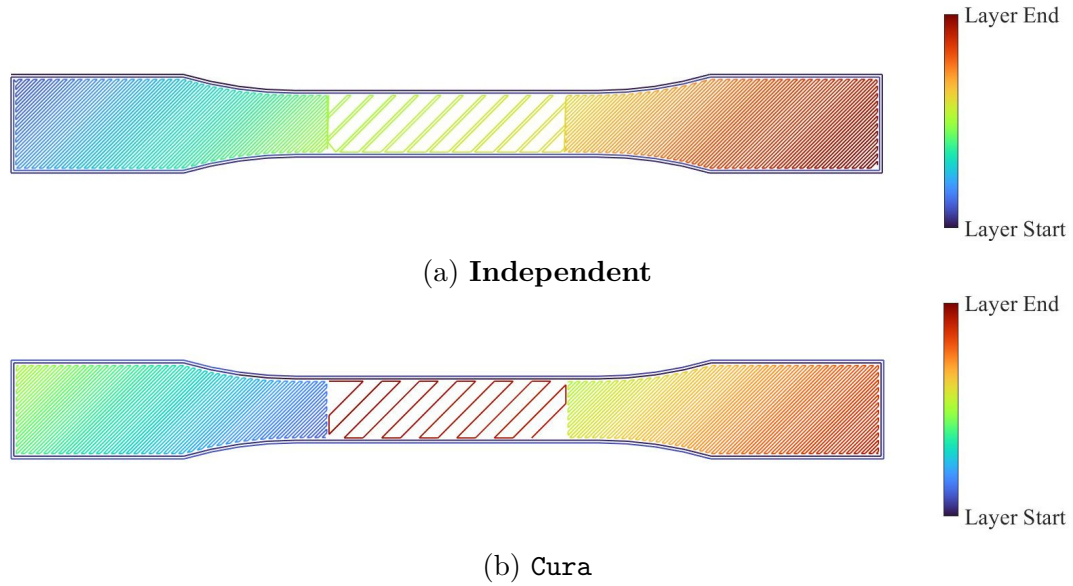 Layer End
Layer Start
(a) Independent
Layer End
Layer Start
(b) Cura